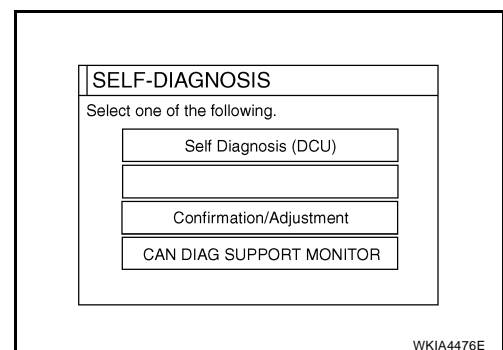 SELF-DIAGNOSIS
Select one of the following.
Self Diagnosis (DCU)
Confirmation/Adjustment
CAN DIAG SUPPORT MONITOR
WKIA4476E